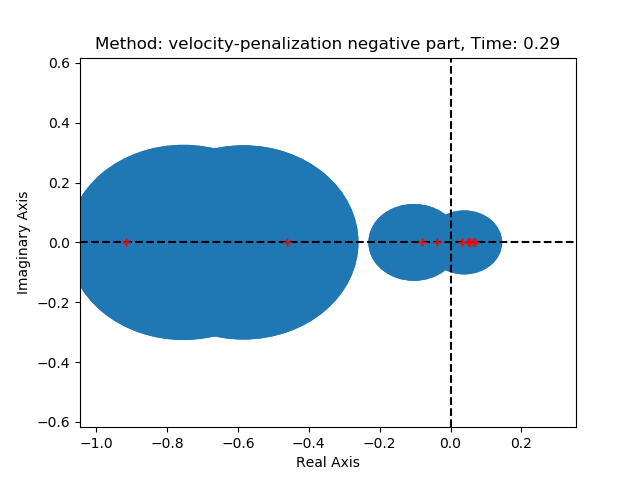 Method: velocity-penalization negative part, Time: 0.29
0.6
0.4
0.2
0.0
−0.2
−0.4
−0.6
Imaginary Axis
−1.0 −0.8 −0.6 −0.4 −0.2 0.0 0.2
Real Axis